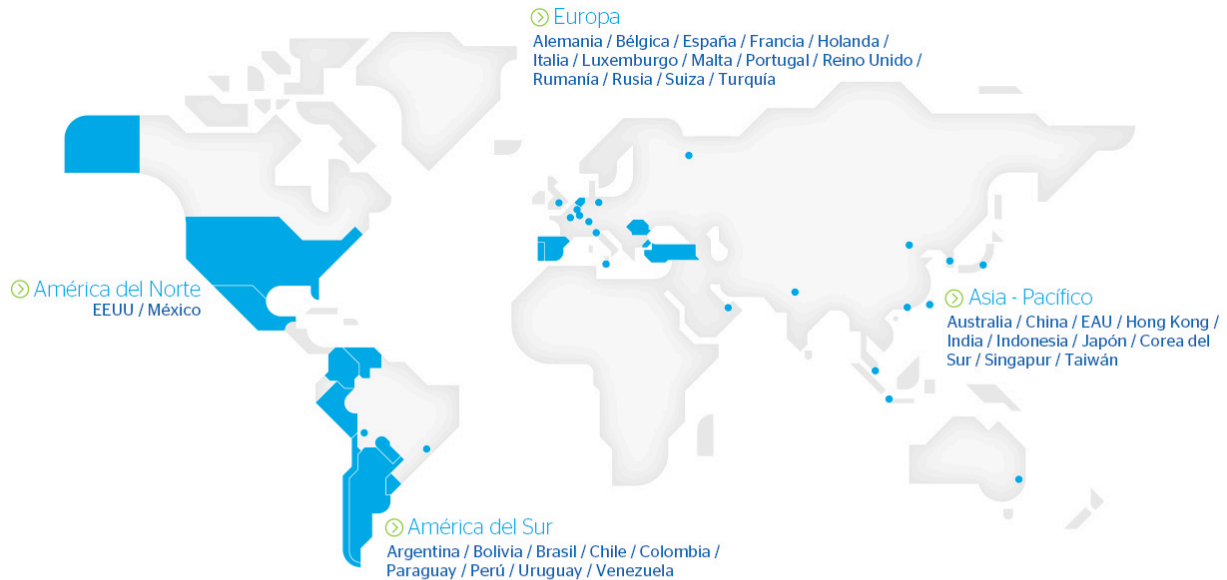 Europa
Alemania / Bélgica / España / Francia / Holanda /
Italia / Luxemburgo / Malta / Portugal / Reino Unido /
Rumanía / Rusia / Suiza / Turquía
América del Norte
EEUU / México
Asia - Pacífico
Australia / China / EAU / Hong Kong /
India / Indonesia / Japón / Corea del
Sur / Singapur / Taiwán
América del Sur
Argentina / Bolivia / Brasil / Chile / Colombia /
Paraguay / Perú / Uruguay / Venezuela